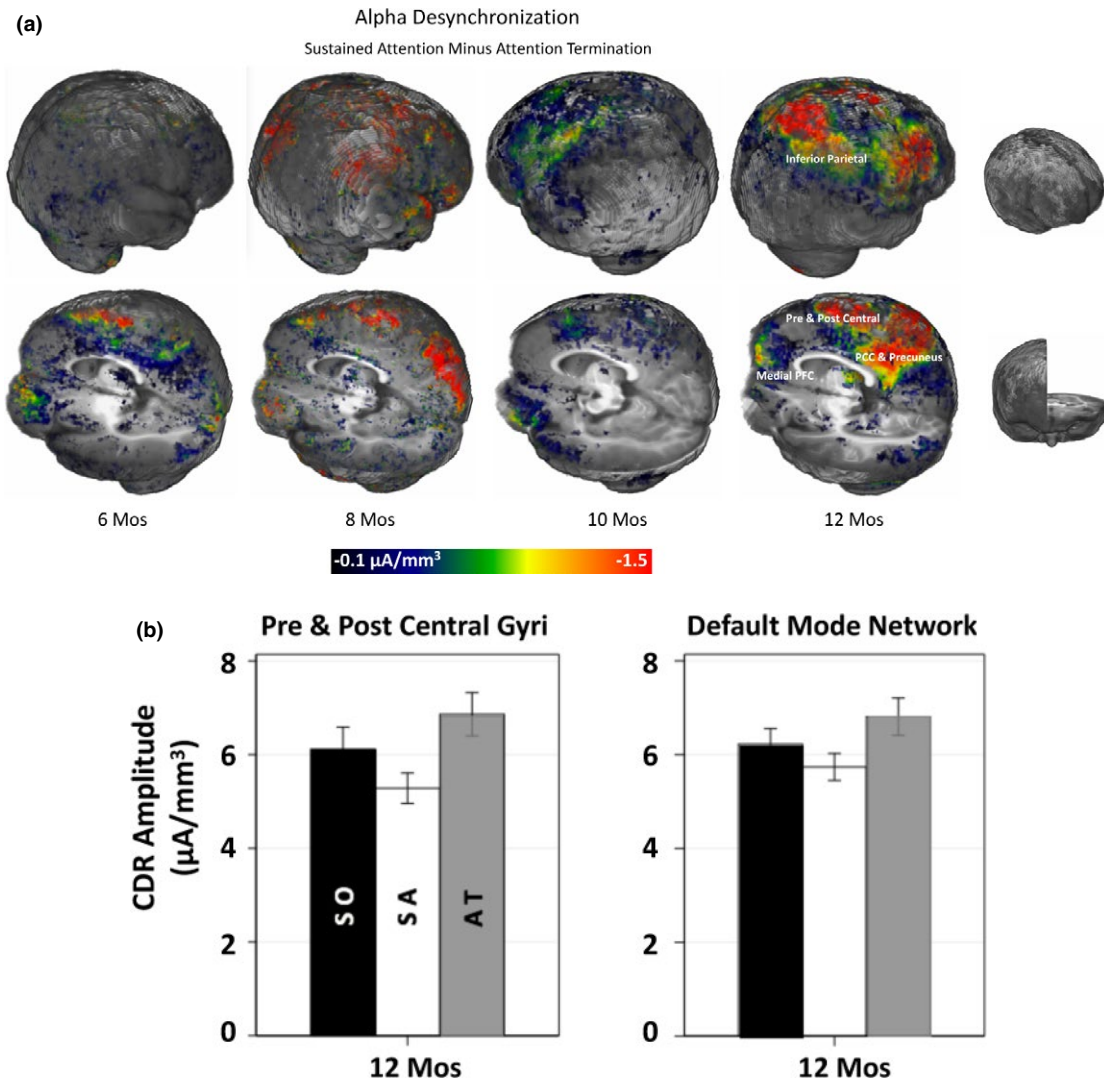 (a)
Alpha Desynchronization
Sustained Attention Minus Attention Termination
Inferior Parietal
Pre & Post Central
PCC & Precuneus
Medial PFC
6 Mos
8 Mos
10 Mos
12 Mos
-0.1 µA/mm³
-1.5
(b)
Pre & Post Central Gyri
Default Mode Network
CDR Amplitude
(µA/mm³)
8
6
4
2
0
SO
SA
AT
12 Mos
8
6
4
2
0
12 Mos